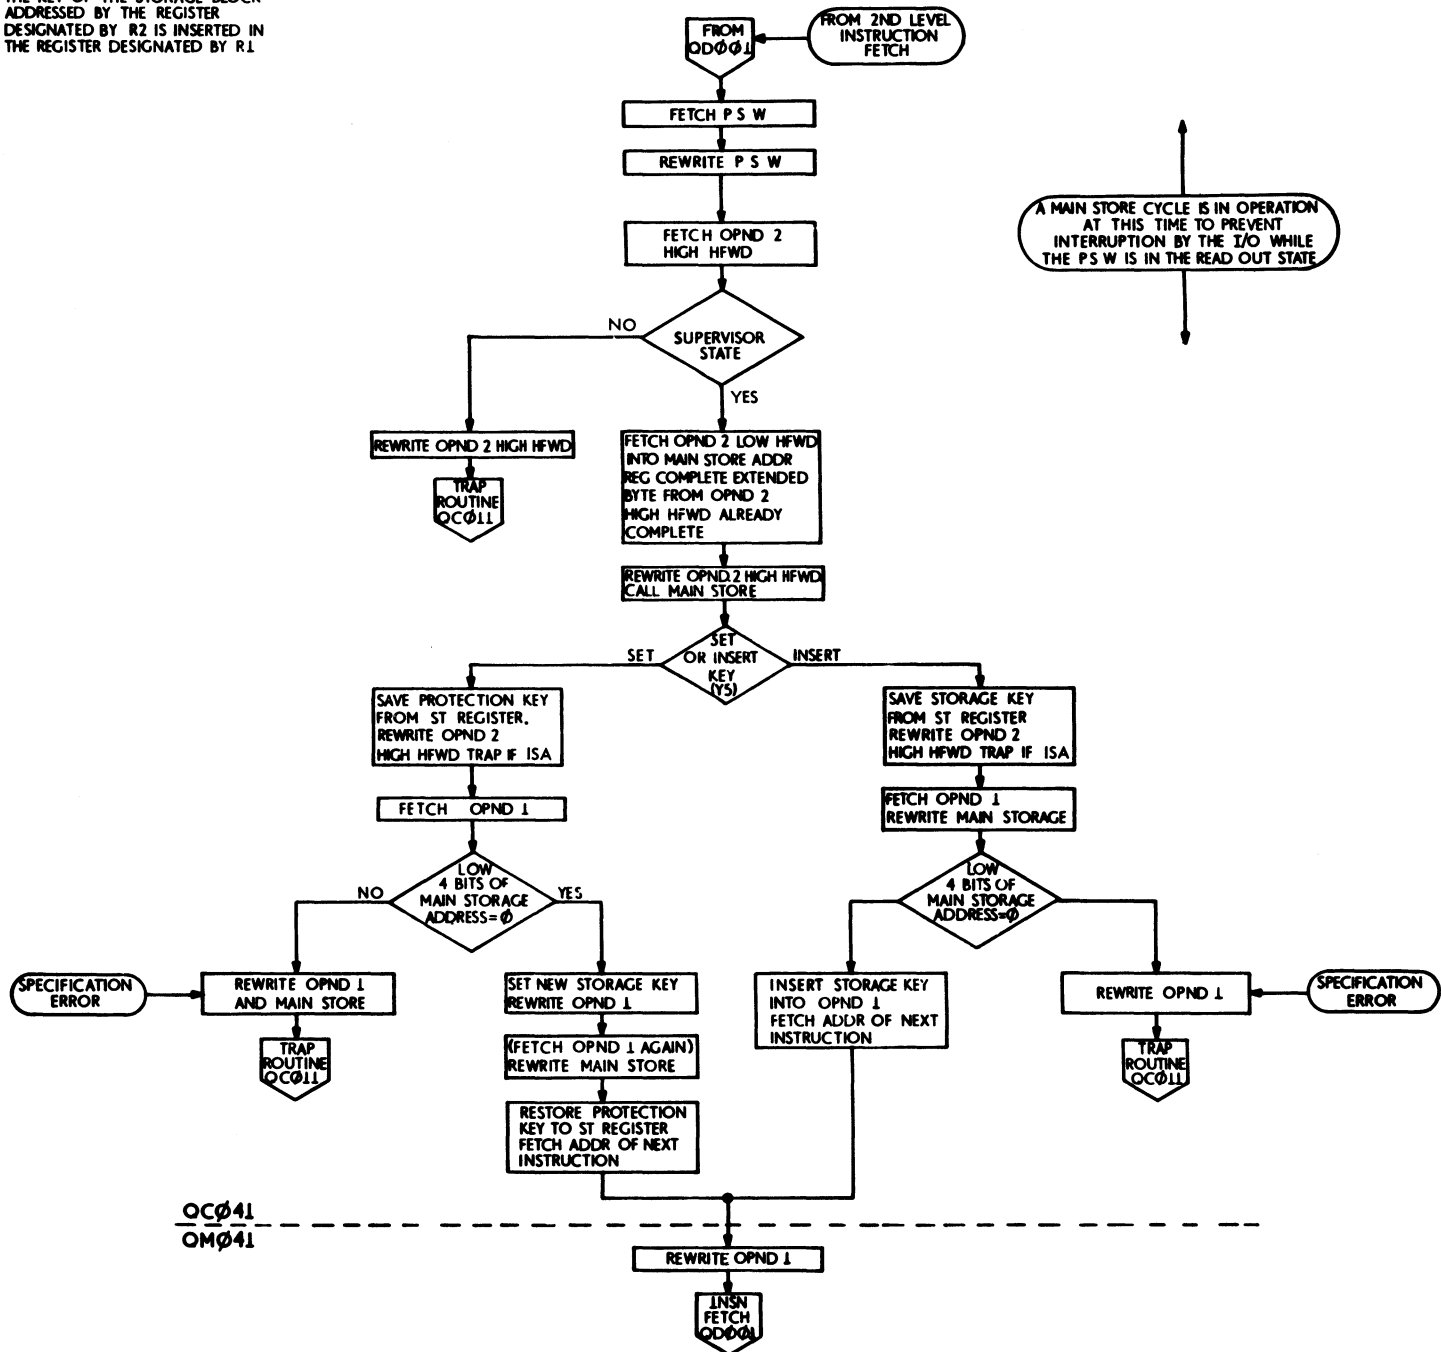 THE KEY OF THE STORAGE BLOCK
ADDRESSED BY THE REGISTER
DESIGNATED BY R2 IS INSERTED IN
THE REGISTER DESIGNATED BY R1
FROM
QDØØ1
FROM 2ND LEVEL
INSTRUCTION
FETCH
FETCH P S W
REWRITE P S W
FETCH OPND 2
HIGH HFWD
A MAIN STORE CYCLE IS IN OPERATION
AT THIS TIME TO PREVENT
INTERRUPTION BY THE I/O WHILE
THE P S W IS IN THE READ OUT STATE
NO
SUPERVISOR
STATE
YES
REWRITE OPND 2 HIGH HFWD
TRAP
ROUTINE
QCØ11
FETCH OPND 2 LOW HFWD
INTO MAIN STORE ADDR
REG COMPLETE EXTENDED
BYTE FROM OPND 2
HIGH HFWD ALREADY
COMPLETE
REWRITE OPND 2 HIGH HFWD
CALL MAIN STORE
SET
SET
OR INSERT
KEY
(Y5)
INSERT
SAVE PROTECTION KEY
FROM ST REGISTER.
REWRITE OPND 2
HIGH HFWD TRAP IF ISA
SAVE STORAGE KEY
FROM ST REGISTER
REWRITE OPND 2
HIGH HFWD TRAP IF ISA
FETCH OPND 1
FETCH OPND 1
REWRITE MAIN STORAGE
NO
LOW
4 BITS OF
MAIN STORAGE
ADDRESS=Ø
YES
LOW
4 BITS OF
MAIN STORAGE
ADDRESS=Ø
SPECIFICATION
ERROR
REWRITE OPND 1
AND MAIN STORE
SET NEW STORAGE KEY
REWRITE OPND 1
INSERT STORAGE KEY
INTO OPND 1
FETCH ADDR OF NEXT
INSTRUCTION
REWRITE OPND 1
SPECIFICATION
ERROR
TRAP
ROUTINE
QCØ11
(FETCH OPND 1 AGAIN)
REWRITE MAIN STORE
TRAP
ROUTINE
QCØ11
RESTORE PROTECTION
KEY TO ST REGISTER
FETCH ADDR OF NEXT
INSTRUCTION
QCØ41
QMØ41
REWRITE OPND 1
INSN
FETCH
QDØØ1